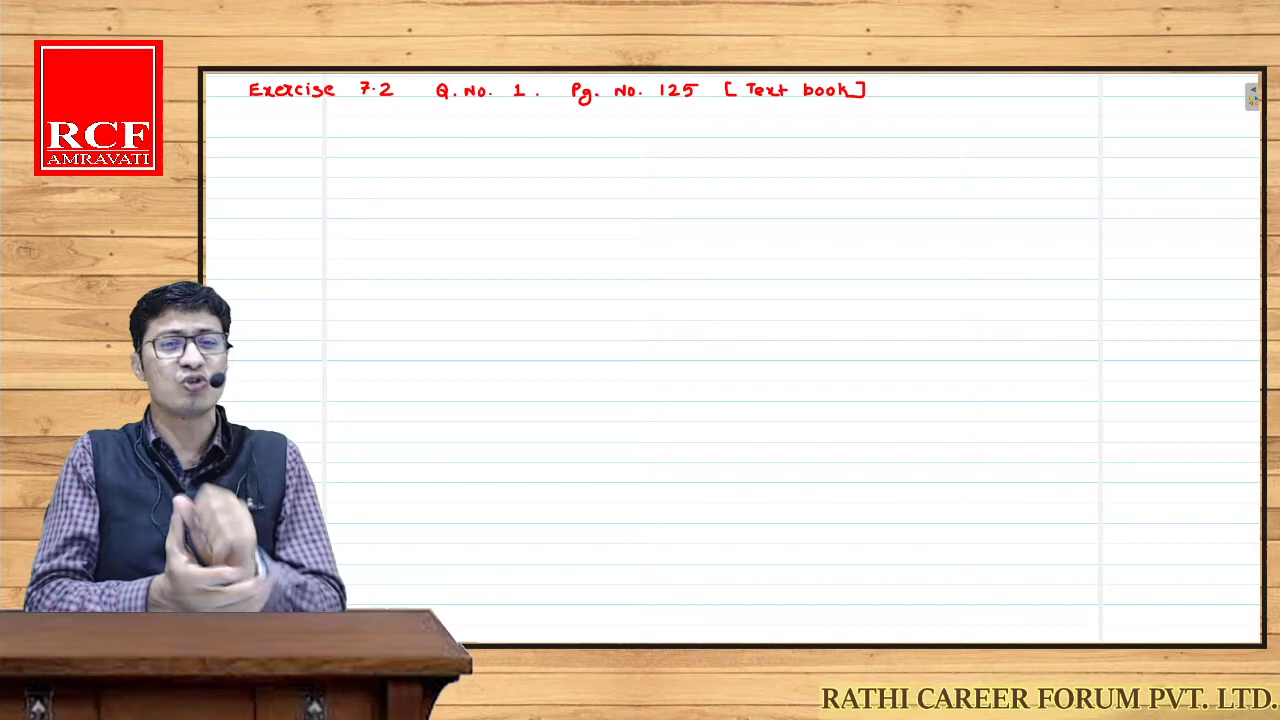 RCF
AMRAVATI
Exercise 7.2 Q. No. 1. Pg. No. 125 [Text book]
RATHI CAREER FORUM PVT. LTD.